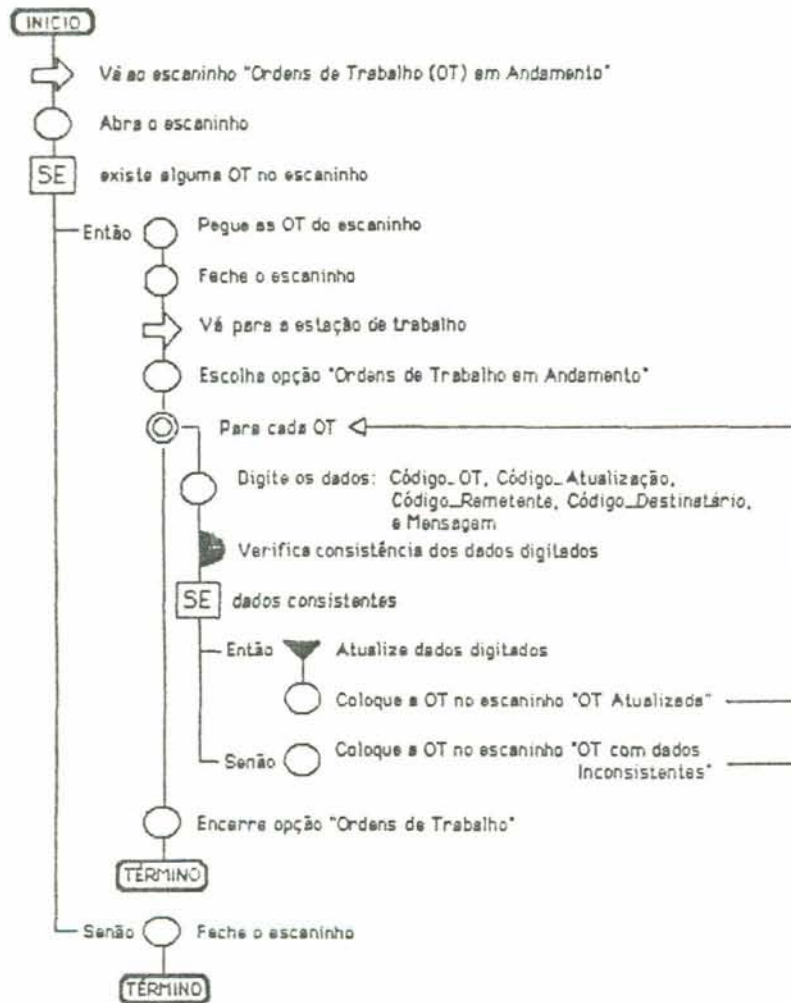 INICIO
Vá ao escaninho "Ordens de Trabalho (OT) em Andamento"
Abra o escaninho
SE existe alguma OT no escaninho
Então Pegue as OT do escaninho
Feche o escaninho
Vá para a estação de trabalho
Escolha opção "Ordens de Trabalho em Andamento"
Para cada OT
Digite os dados: Código_OT, Código_Atualização,
Código_Remetente, Código_Destinatário,
e Mensagem
Verifica consistência dos dados digitados
SE dados consistentes
Então Atualize dados digitados
Coloque a OT no escaninho "OT Atualizada"
Senão Coloque a OT no escaninho "OT com dados
Inconsistentes"
Encerre opção "Ordens de Trabalho"
TÉRMINO
Senão Feche o escaninho
TÉRMINO